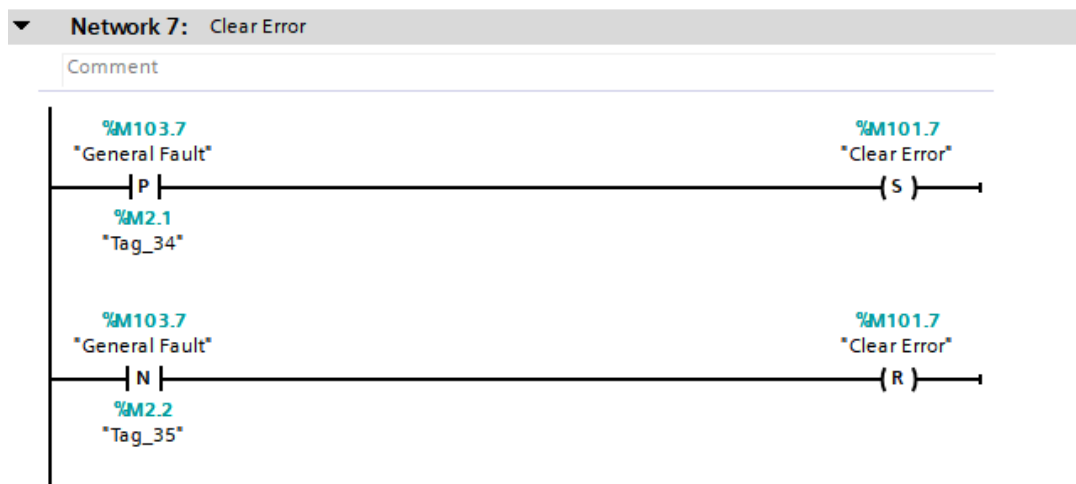 Network 7: Clear Error
Comment
%M103.7 %M101.7
"General Fault" "Clear Error"
P S
%M2.1
"Tag_34"
%M103.7 %M101.7
"General Fault" "Clear Error"
N R
%M2.2
"Tag_35"